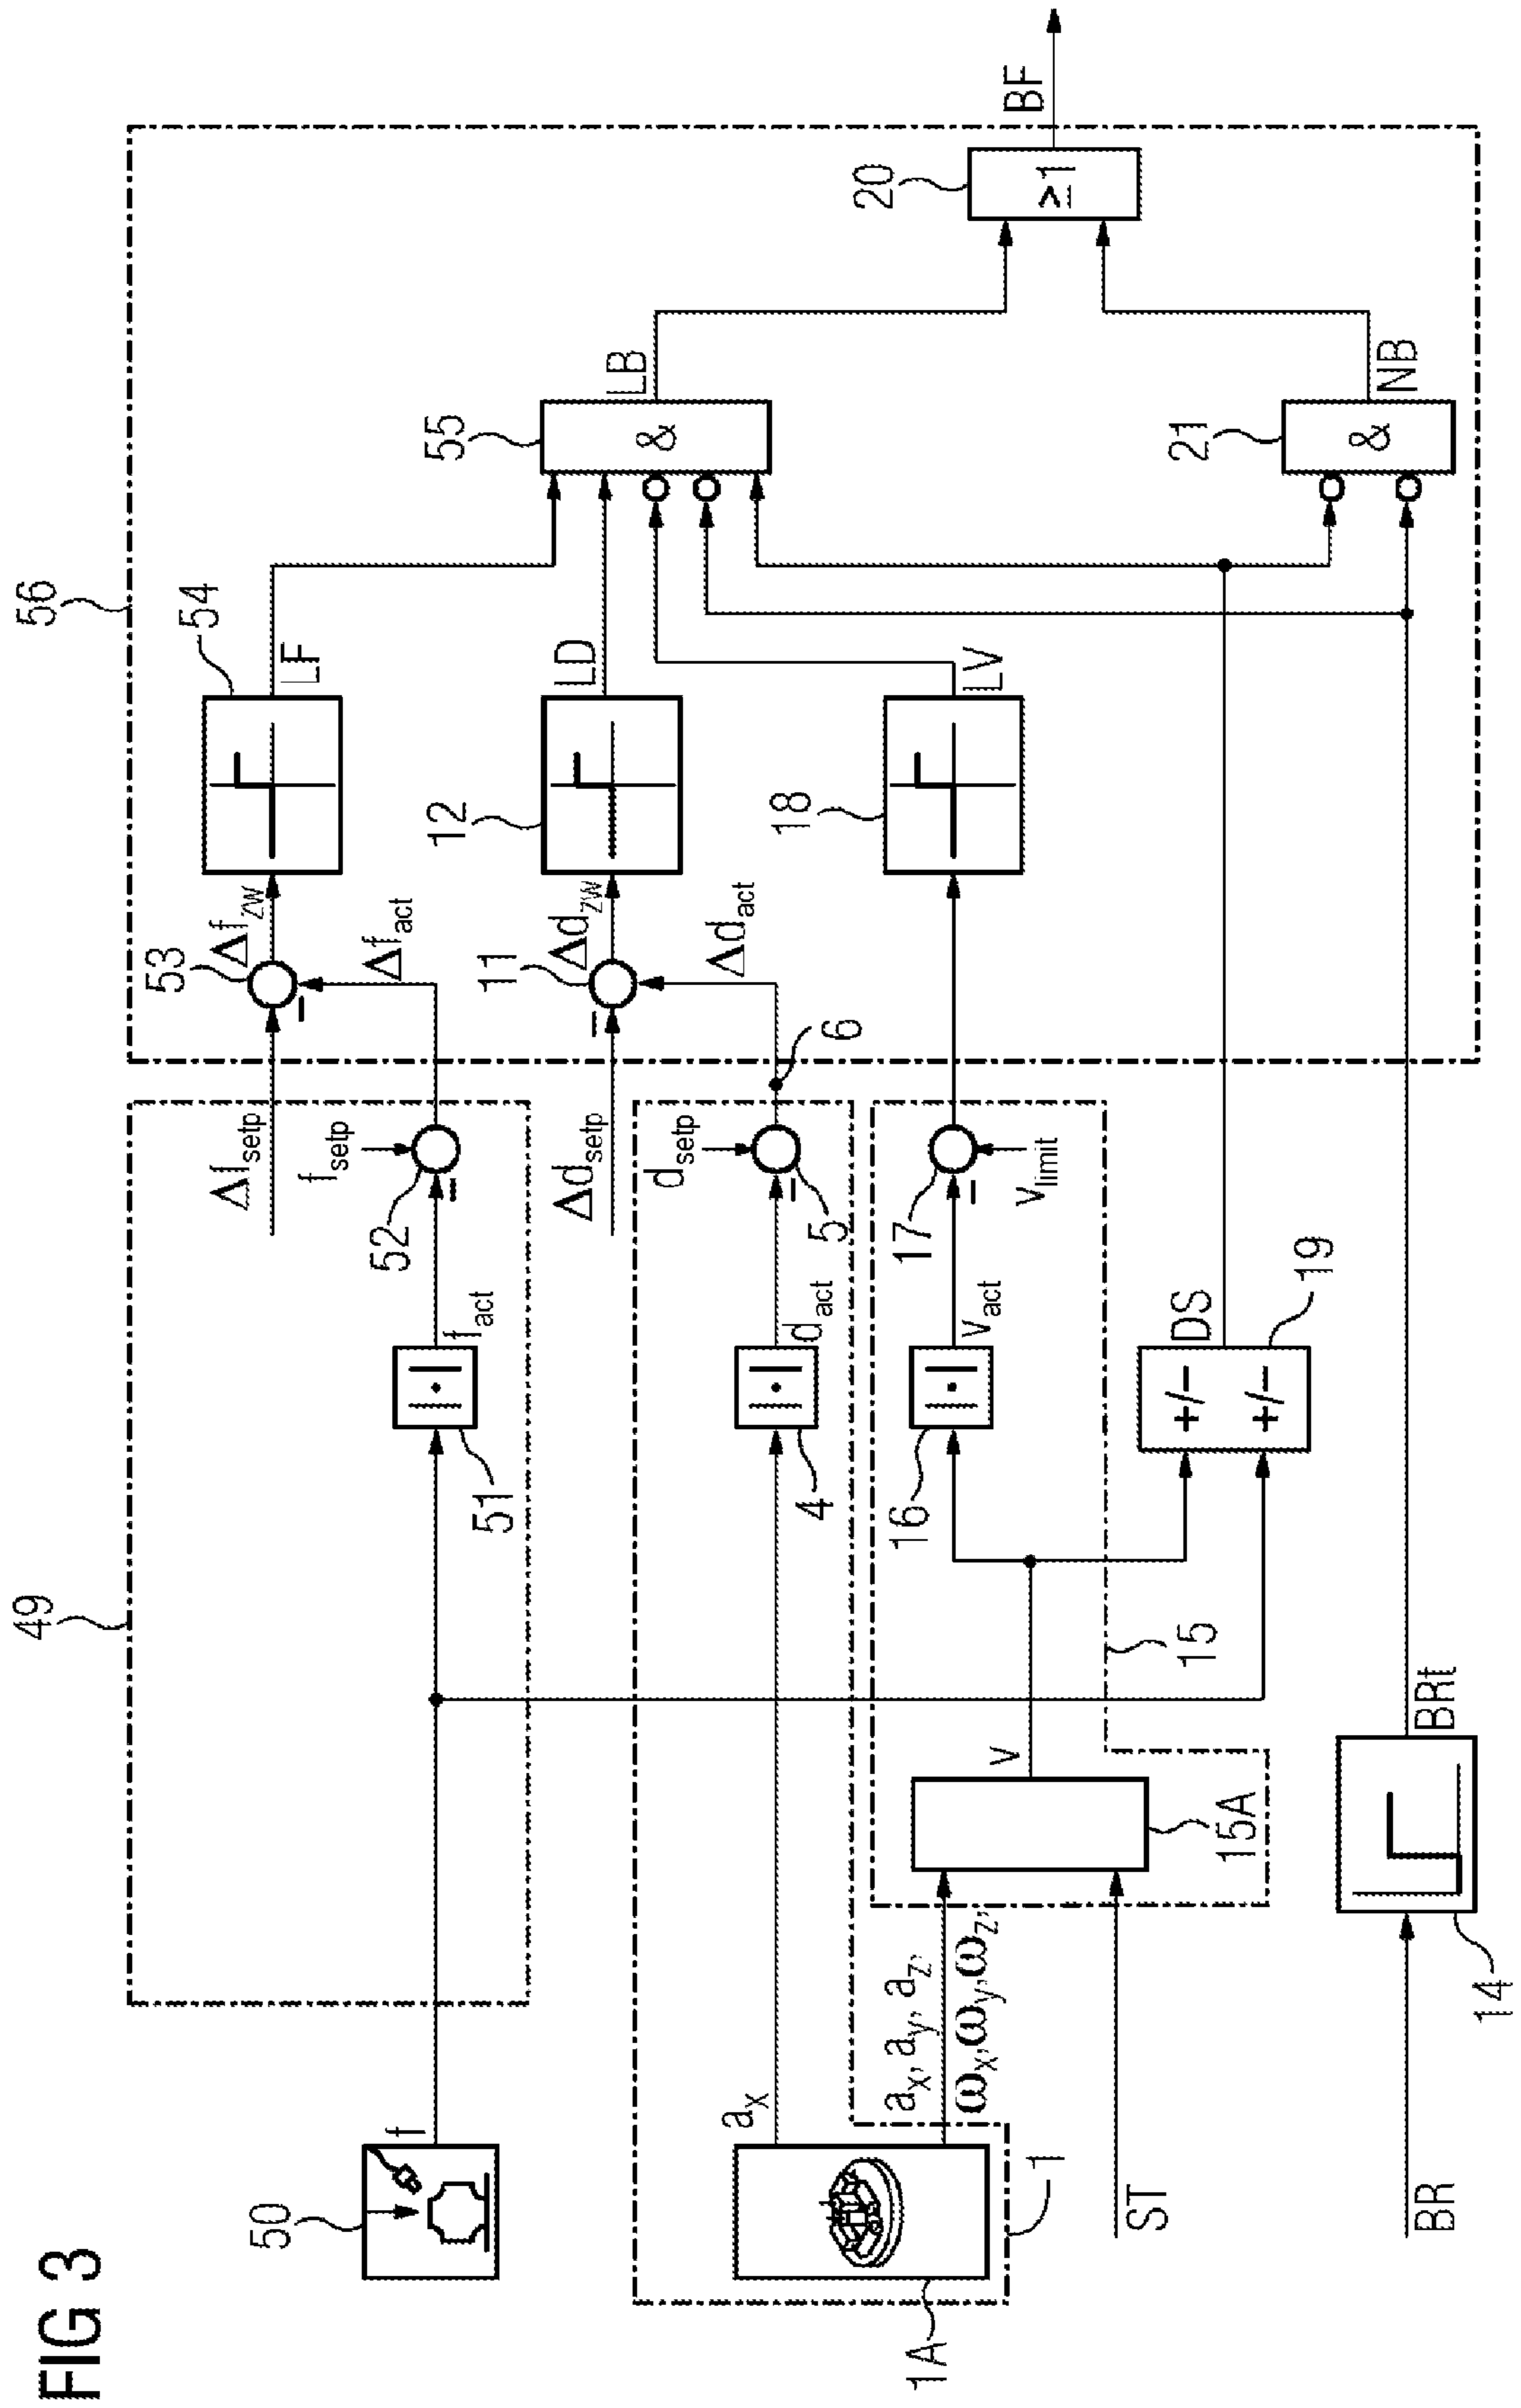 FIG 3
49
56
50
f
51
f_act
52
f_setp
Δf_setp
53
Δf_zw
Δf_act
54
LF
1A
1
a_x
4
d_act
5
d_setp
Δd_setp
6
11
Δd_zw
Δd_act
12
LD
a_x, a_y, a_z,
ω_x,ω_y,ω_z,
ST
15A
v
15
16
v_act
17
v_limit
18
LV
+/−
+/−
DS
19
BR
14
BRt
55
&
LB
21
&
NB
20
≥1
BF